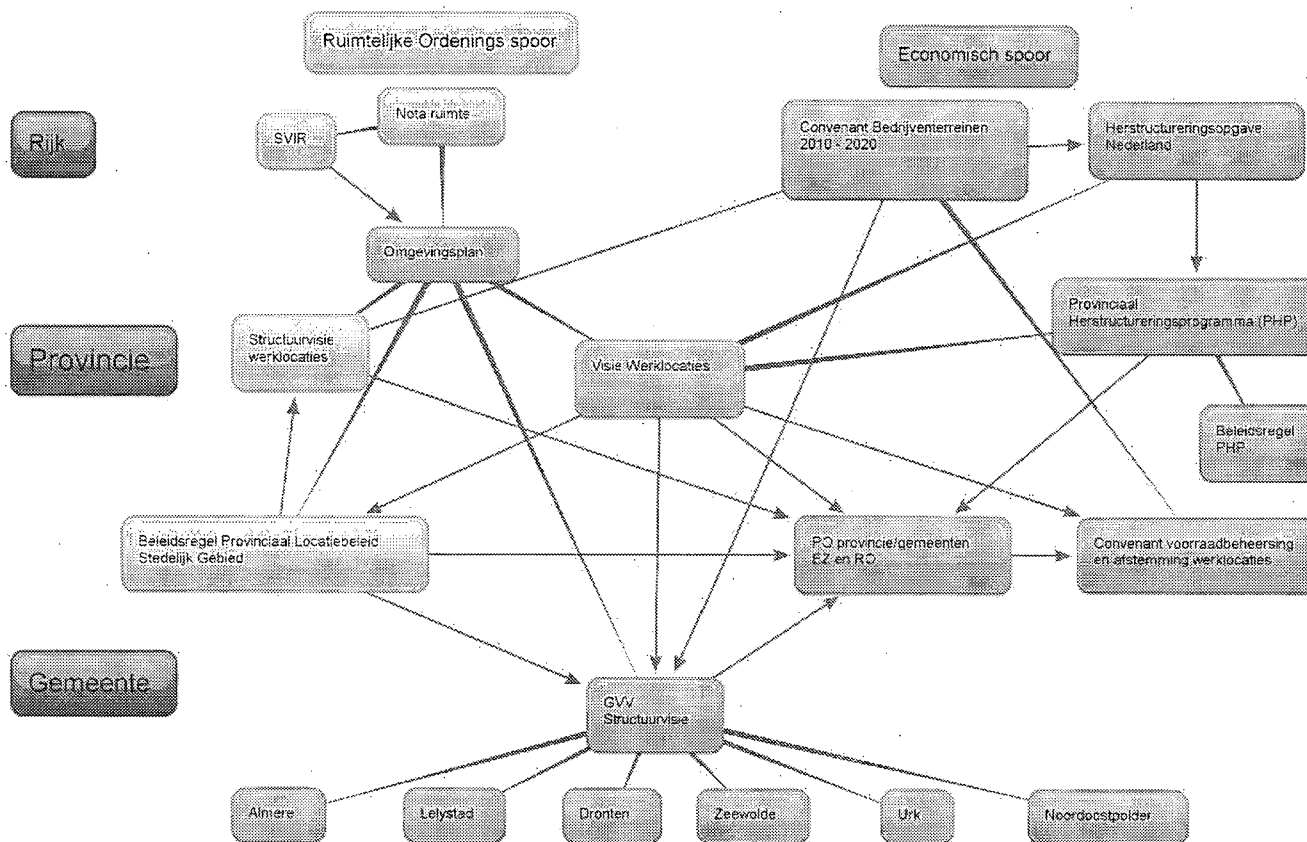 Ruimtelijke Ordenings spoor
Economisch spoor
Rijk
SVIR
Nota ruimte
Convenant Bedrijventerreinen
2010 - 2020
Herstructureringsopgave
Nederland
Omgevingsplan
Provincie
Structuurvisie
werklocaties
Visie Werklocaties
Provinciaal
Herstructureringsprogramma (PHP)
Beleidsregel
PHP
Beleidsregel Provinciaal Locatiebeleid
Stedelijk Gebied
PO provincie/gemeenten
EZ en RO
Convenant voorraadbeheersing
en afstemming werklocaties
Gemeente
GVV
Structuurvisie
Almere
Lelystad
Dronten
Zeewolde
Urk
Noordoostpolder